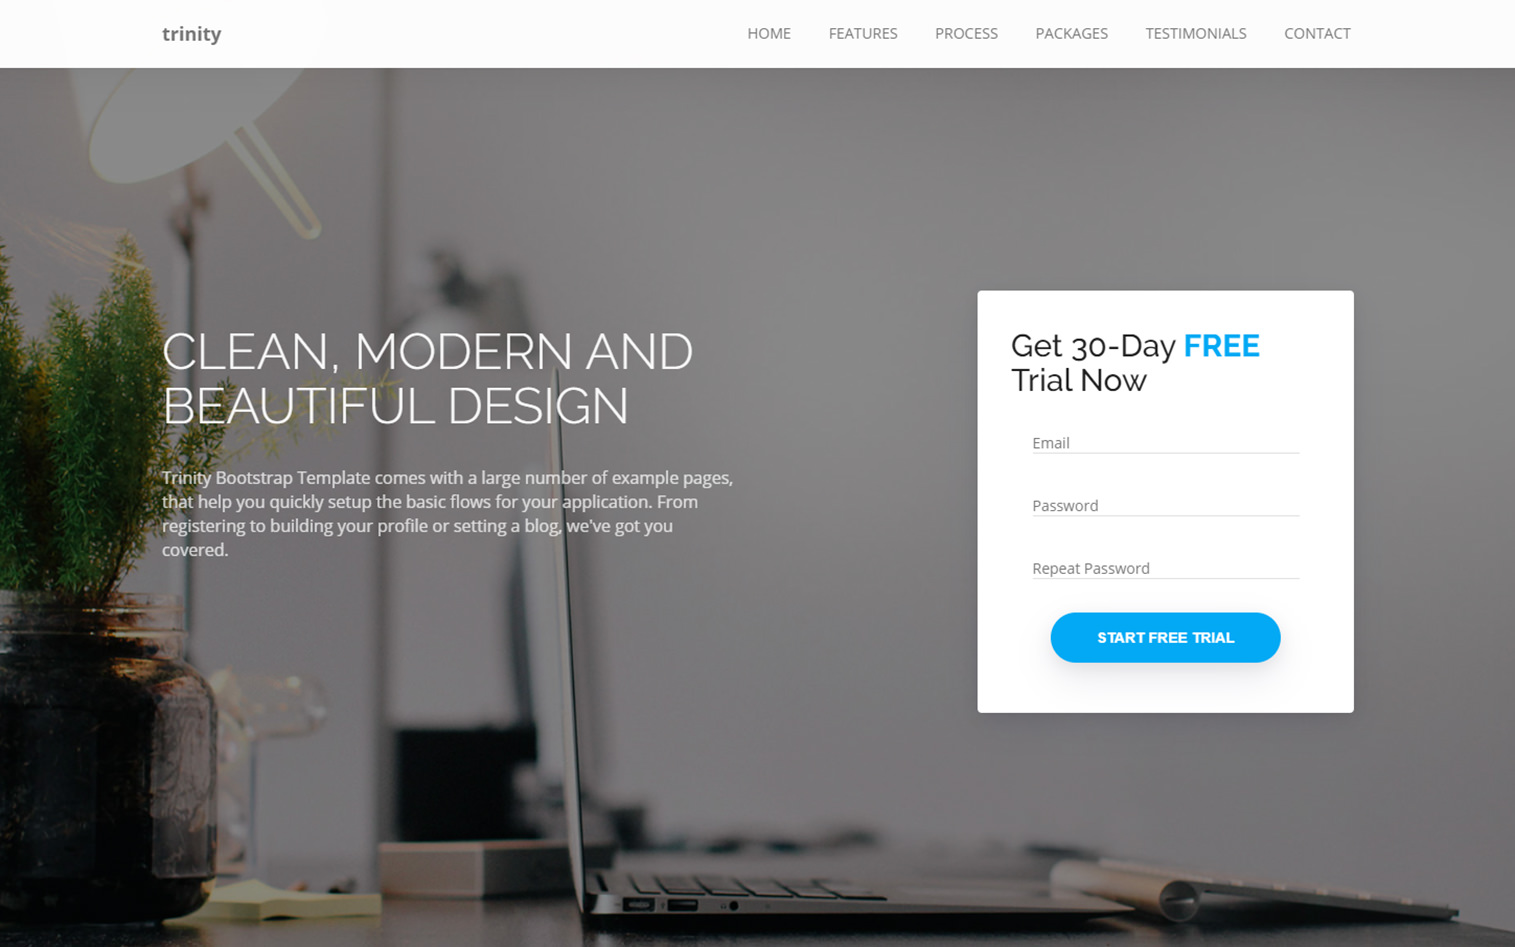 trinity
HOME FEATURES PROCESS PACKAGES TESTIMONIALS CONTACT
CLEAN, MODERN AND
BEAUTIFUL DESIGN
Trinity Bootstrap Template comes with a large number of example pages,
that help you quickly setup the basic flows for your application. From
registering to building your profile or setting a blog, we've got you
covered.
Get 30-Day FREE
Trial Now
Email
Password
Repeat Password
START FREE TRIAL